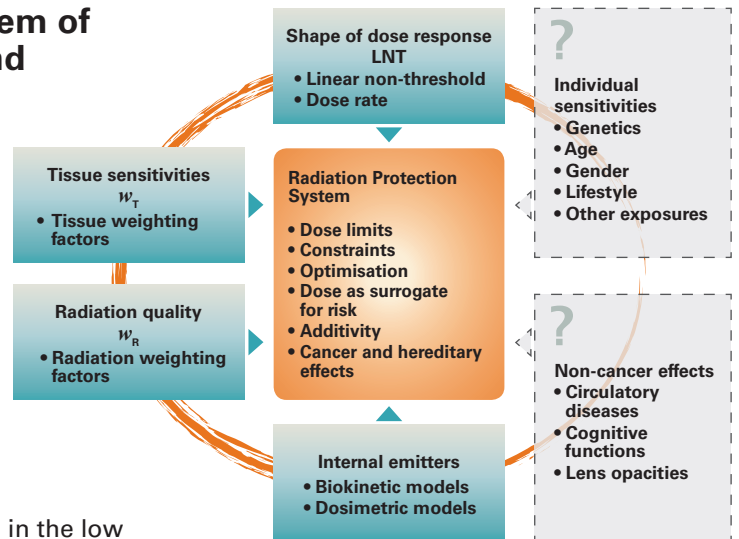 em of
nd
Shape of dose response
LNT
• Linear non-threshold
• Dose rate
?
Individual
sensitivities
• Genetics
• Age
• Gender
• Lifestyle
• Other exposures
Tissue sensitivities
wT
• Tissue weighting
factors
Radiation Protection
System
• Dose limits
• Constraints
• Optimisation
• Dose as surrogate
for risk
• Additivity
• Cancer and hereditary
effects
Radiation quality
wR
• Radiation weighting
factors
?
Non-cancer effects
• Circulatory
diseases
• Cognitive
functions
• Lens opacities
Internal emitters
• Biokinetic models
• Dosimetric models
in the low